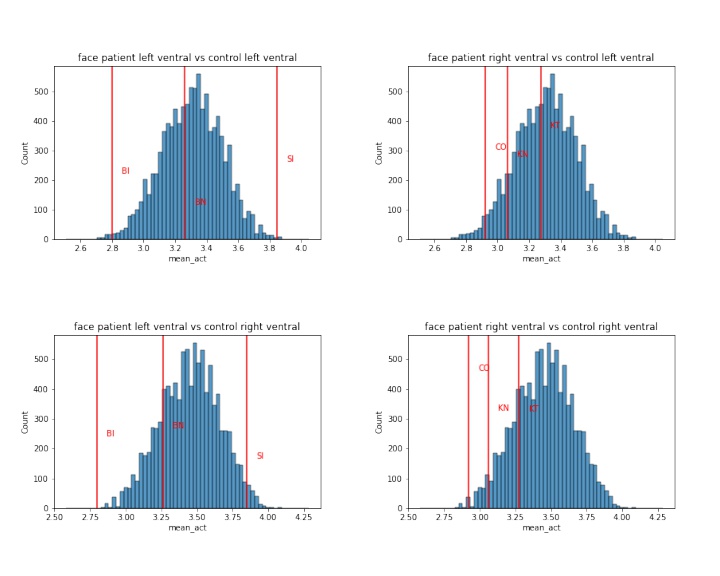 face patient left ventral vs control left ventral
500
400
300
200
100
0
Count
BI
BN
SI
2.6
2.8
3.0
3.2
3.4
3.6
3.8
4.0
mean_act
face patient right ventral vs control left ventral
500
400
300
200
100
0
Count
CO
KN
KT
2.6
2.8
3.0
3.2
3.4
3.6
3.8
4.0
mean_act
face patient left ventral vs control right ventral
500
400
300
200
100
0
Count
BI
BN
SI
2.50
2.75
3.00
3.25
3.50
3.75
4.00
4.25
mean_act
face patient right ventral vs control right ventral
500
400
300
200
100
0
Count
CO
KN
KT
2.50
2.75
3.00
3.25
3.50
3.75
4.00
4.25
mean_act